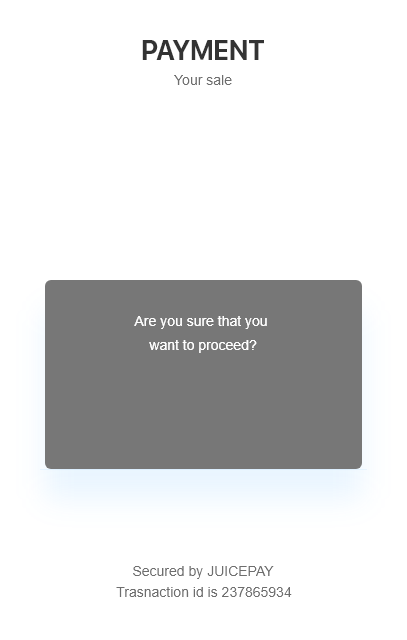 PAYMENT
Your sale
Are you sure that you
want to proceed?
Secured by JUICEPAY
Trasnaction id is 237865934